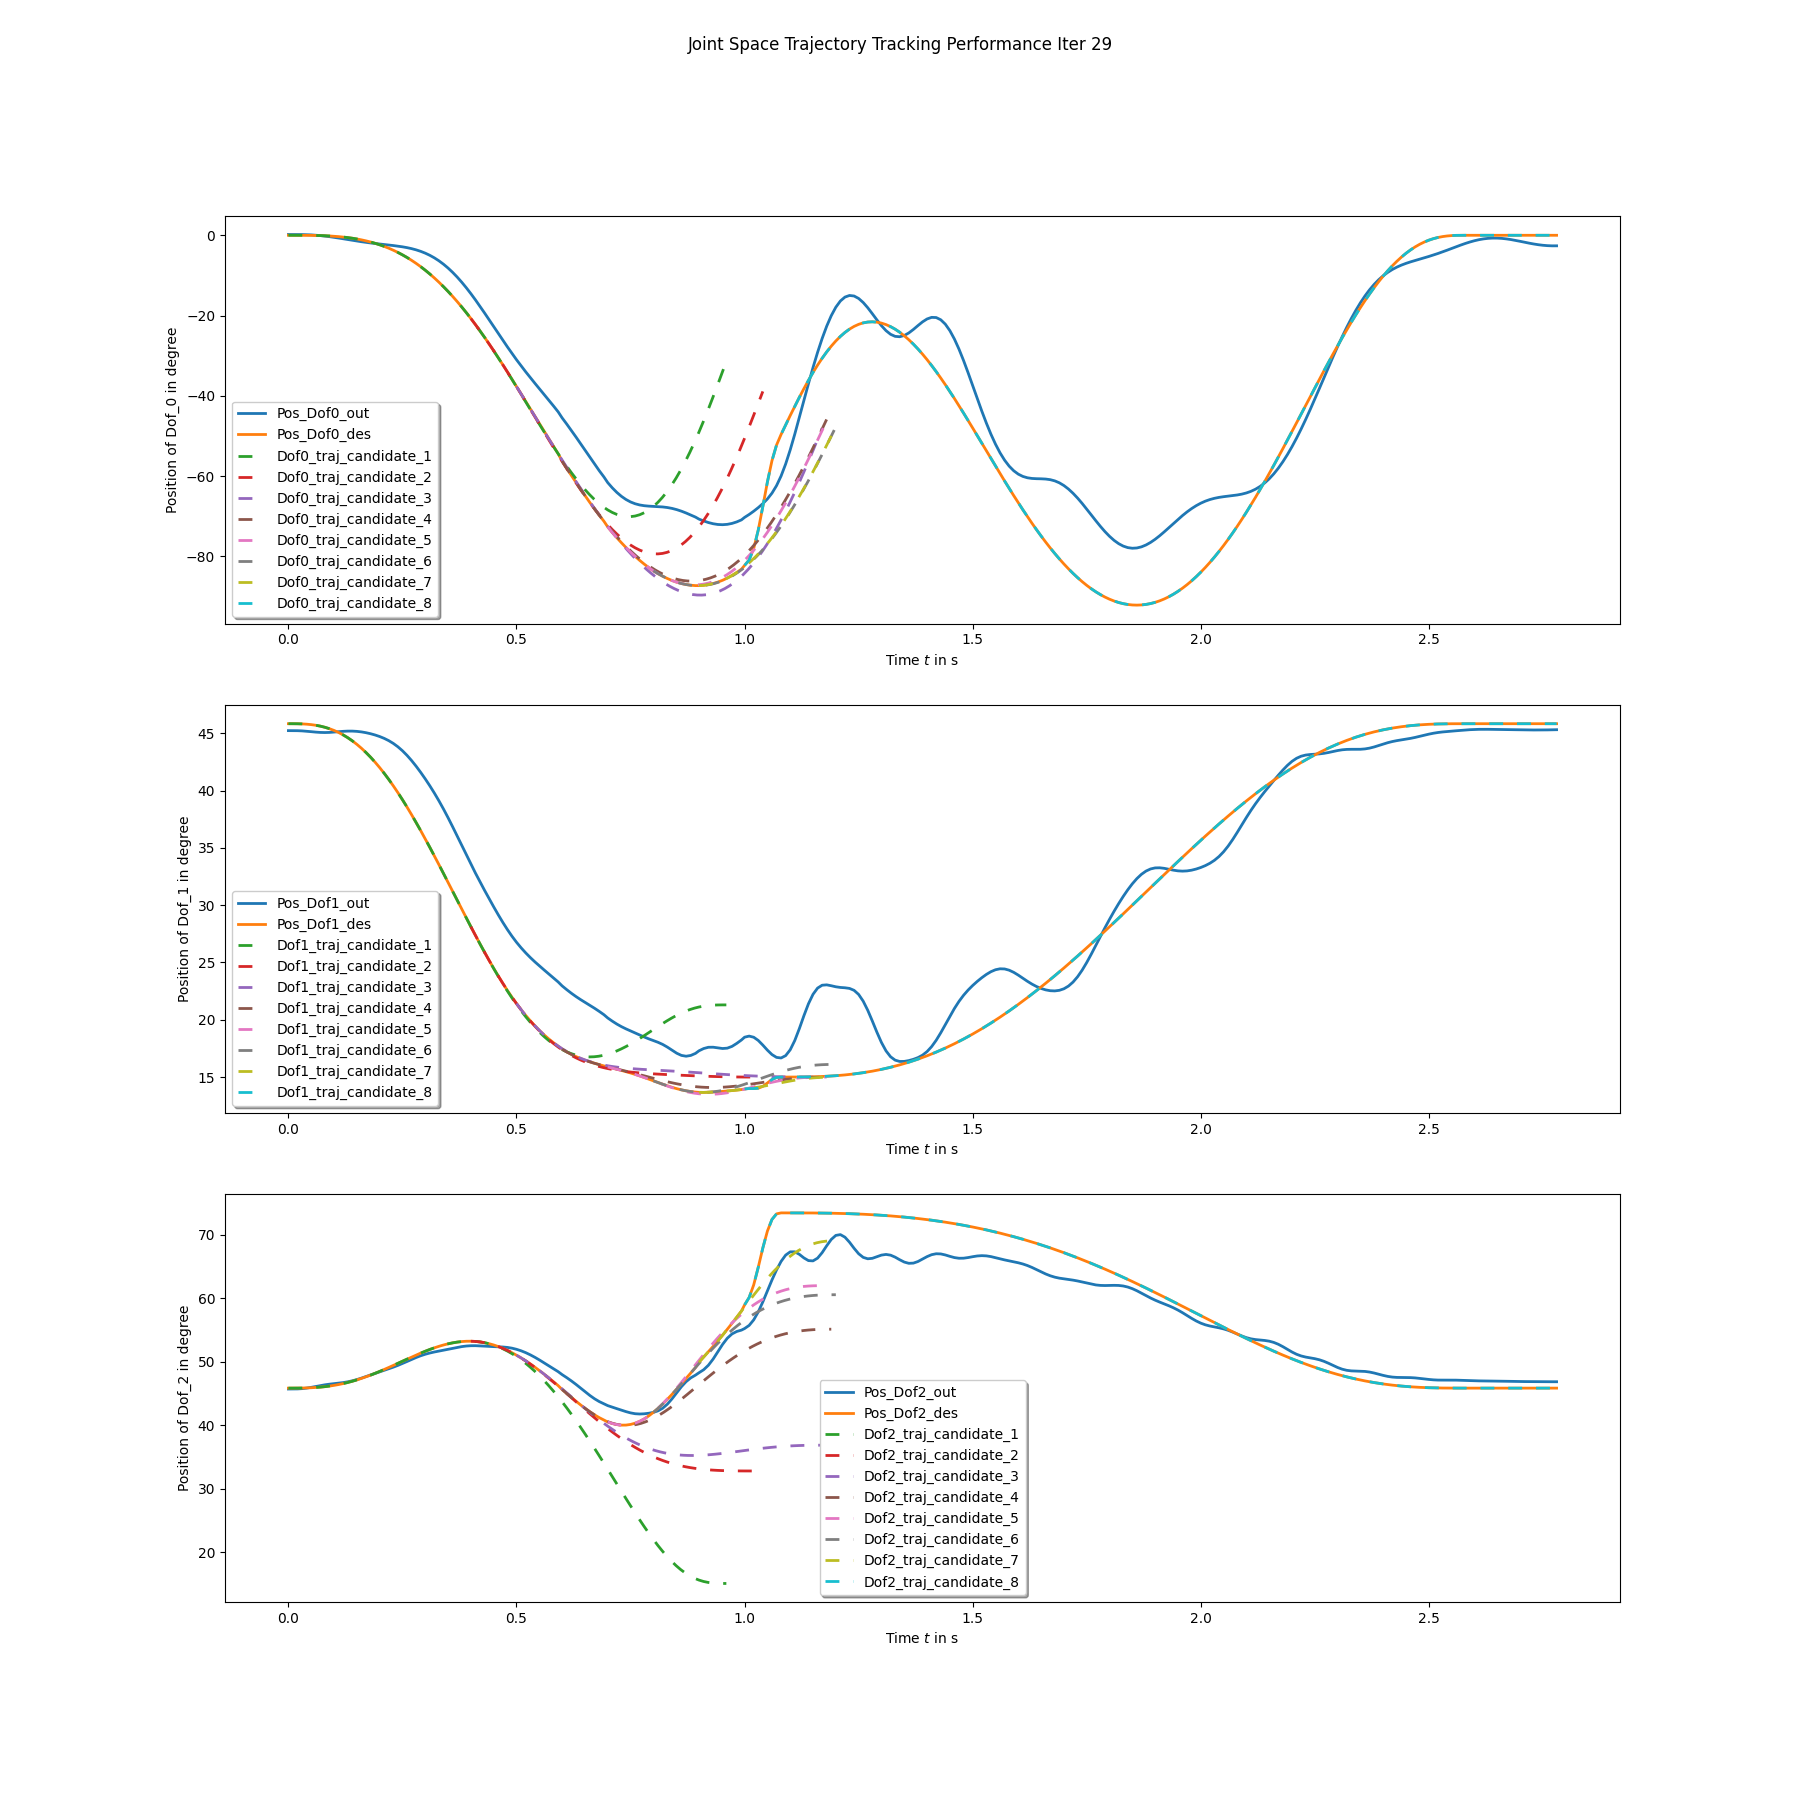 Joint Space Trajectory Tracking Performance Iter 29
Position of Dof_0 in degree
0
−20
−40
−60
−80
Pos_Dof0_out
Pos_Dof0_des
Dof0_traj_candidate_1
Dof0_traj_candidate_2
Dof0_traj_candidate_3
Dof0_traj_candidate_4
Dof0_traj_candidate_5
Dof0_traj_candidate_6
Dof0_traj_candidate_7
Dof0_traj_candidate_8
0.0 0.5 1.0 1.5 2.0 2.5
Time t in s
Position of Dof_1 in degree
45
40
35
30
25
20
15
Pos_Dof1_out
Pos_Dof1_des
Dof1_traj_candidate_1
Dof1_traj_candidate_2
Dof1_traj_candidate_3
Dof1_traj_candidate_4
Dof1_traj_candidate_5
Dof1_traj_candidate_6
Dof1_traj_candidate_7
Dof1_traj_candidate_8
0.0 0.5 1.0 1.5 2.0 2.5
Time t in s
Position of Dof_2 in degree
70
60
50
40
30
20
Pos_Dof2_out
Pos_Dof2_des
Dof2_traj_candidate_1
Dof2_traj_candidate_2
Dof2_traj_candidate_3
Dof2_traj_candidate_4
Dof2_traj_candidate_5
Dof2_traj_candidate_6
Dof2_traj_candidate_7
Dof2_traj_candidate_8
0.0 0.5 1.0 1.5 2.0 2.5
Time t in s